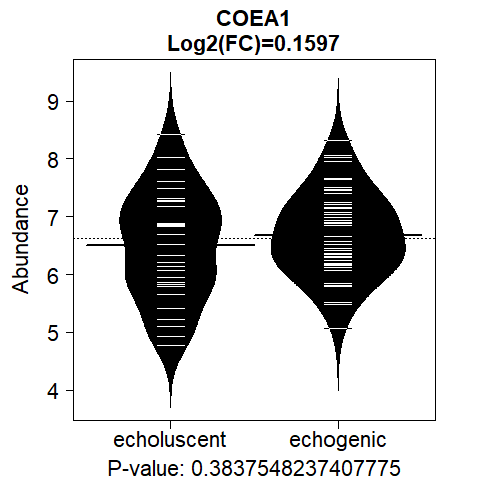 COEA1
Log2(FC)=0.1597
Abundance
9
8
7
6
5
4
echoluscent echogenic
P-value: 0.3837548237407775